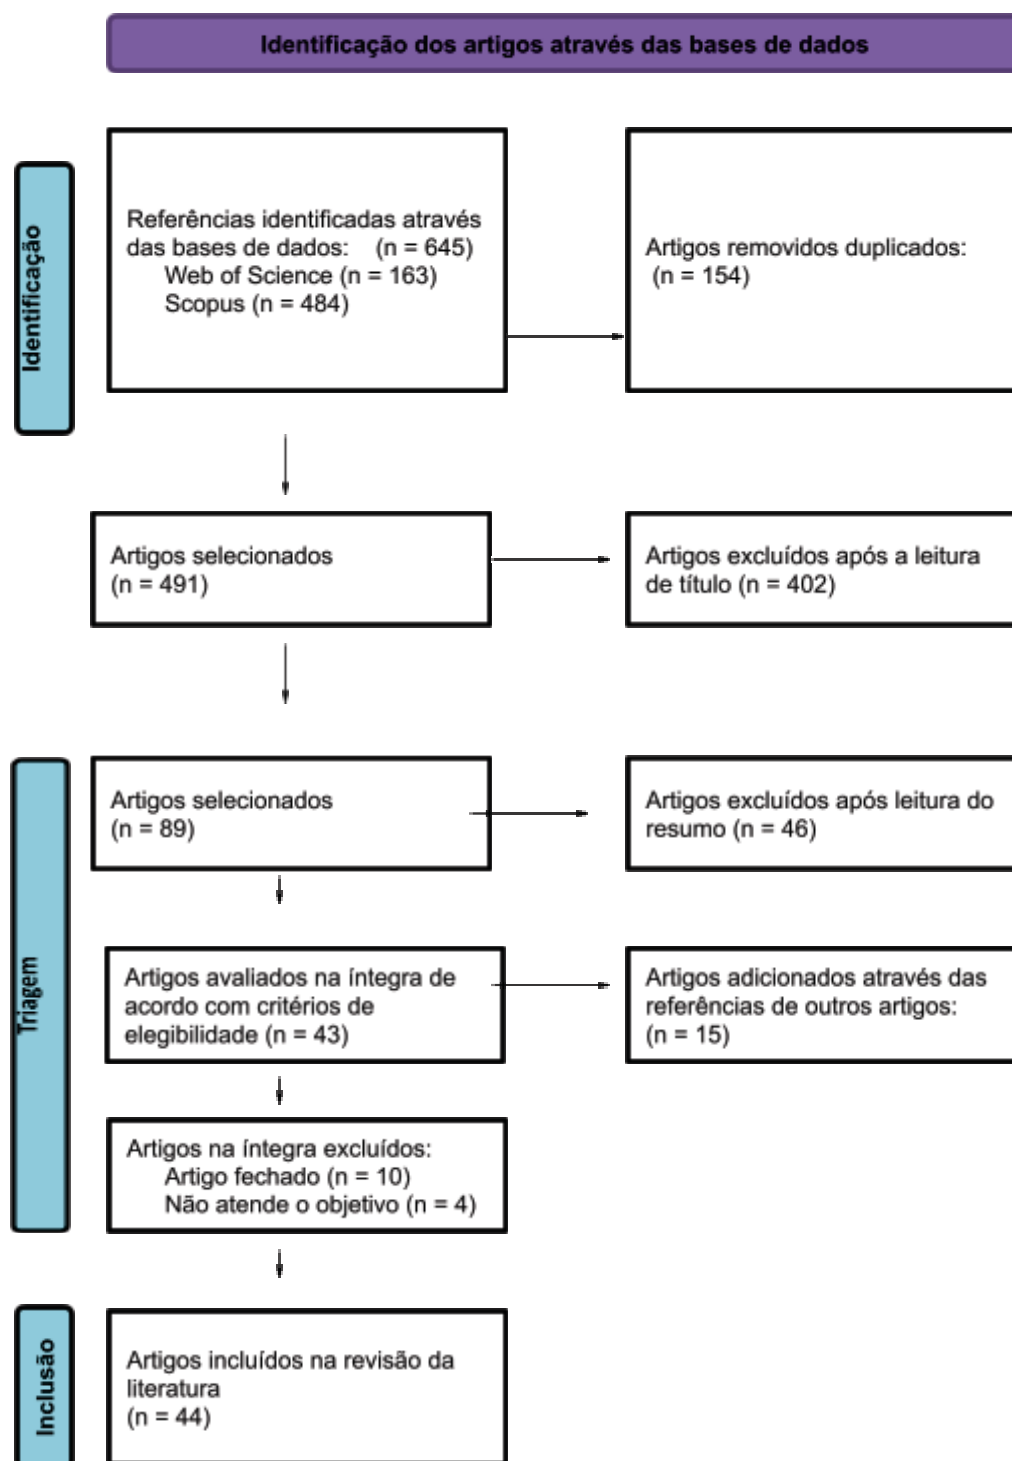 Identificação dos artigos através das bases de dados
Identificação
Referências identificadas através
das bases de dados: (n = 645)
Web of Science (n = 163)
Scopus (n = 484)
Artigos removidos duplicados:
(n = 154)
Artigos selecionados
(n = 491)
Artigos excluídos após a leitura
de título (n = 402)
Triagem
Artigos selecionados
(n = 89)
Artigos excluídos após leitura do
resumo (n = 46)
Artigos avaliados na íntegra de
acordo com critérios de
elegibilidade (n = 43)
Artigos adicionados através das
referências de outros artigos:
(n = 15)
Artigos na íntegra excluídos:
Artigo fechado (n = 10)
Não atende o objetivo (n = 4)
Inclusão
Artigos incluídos na revisão da
literatura
(n = 44)